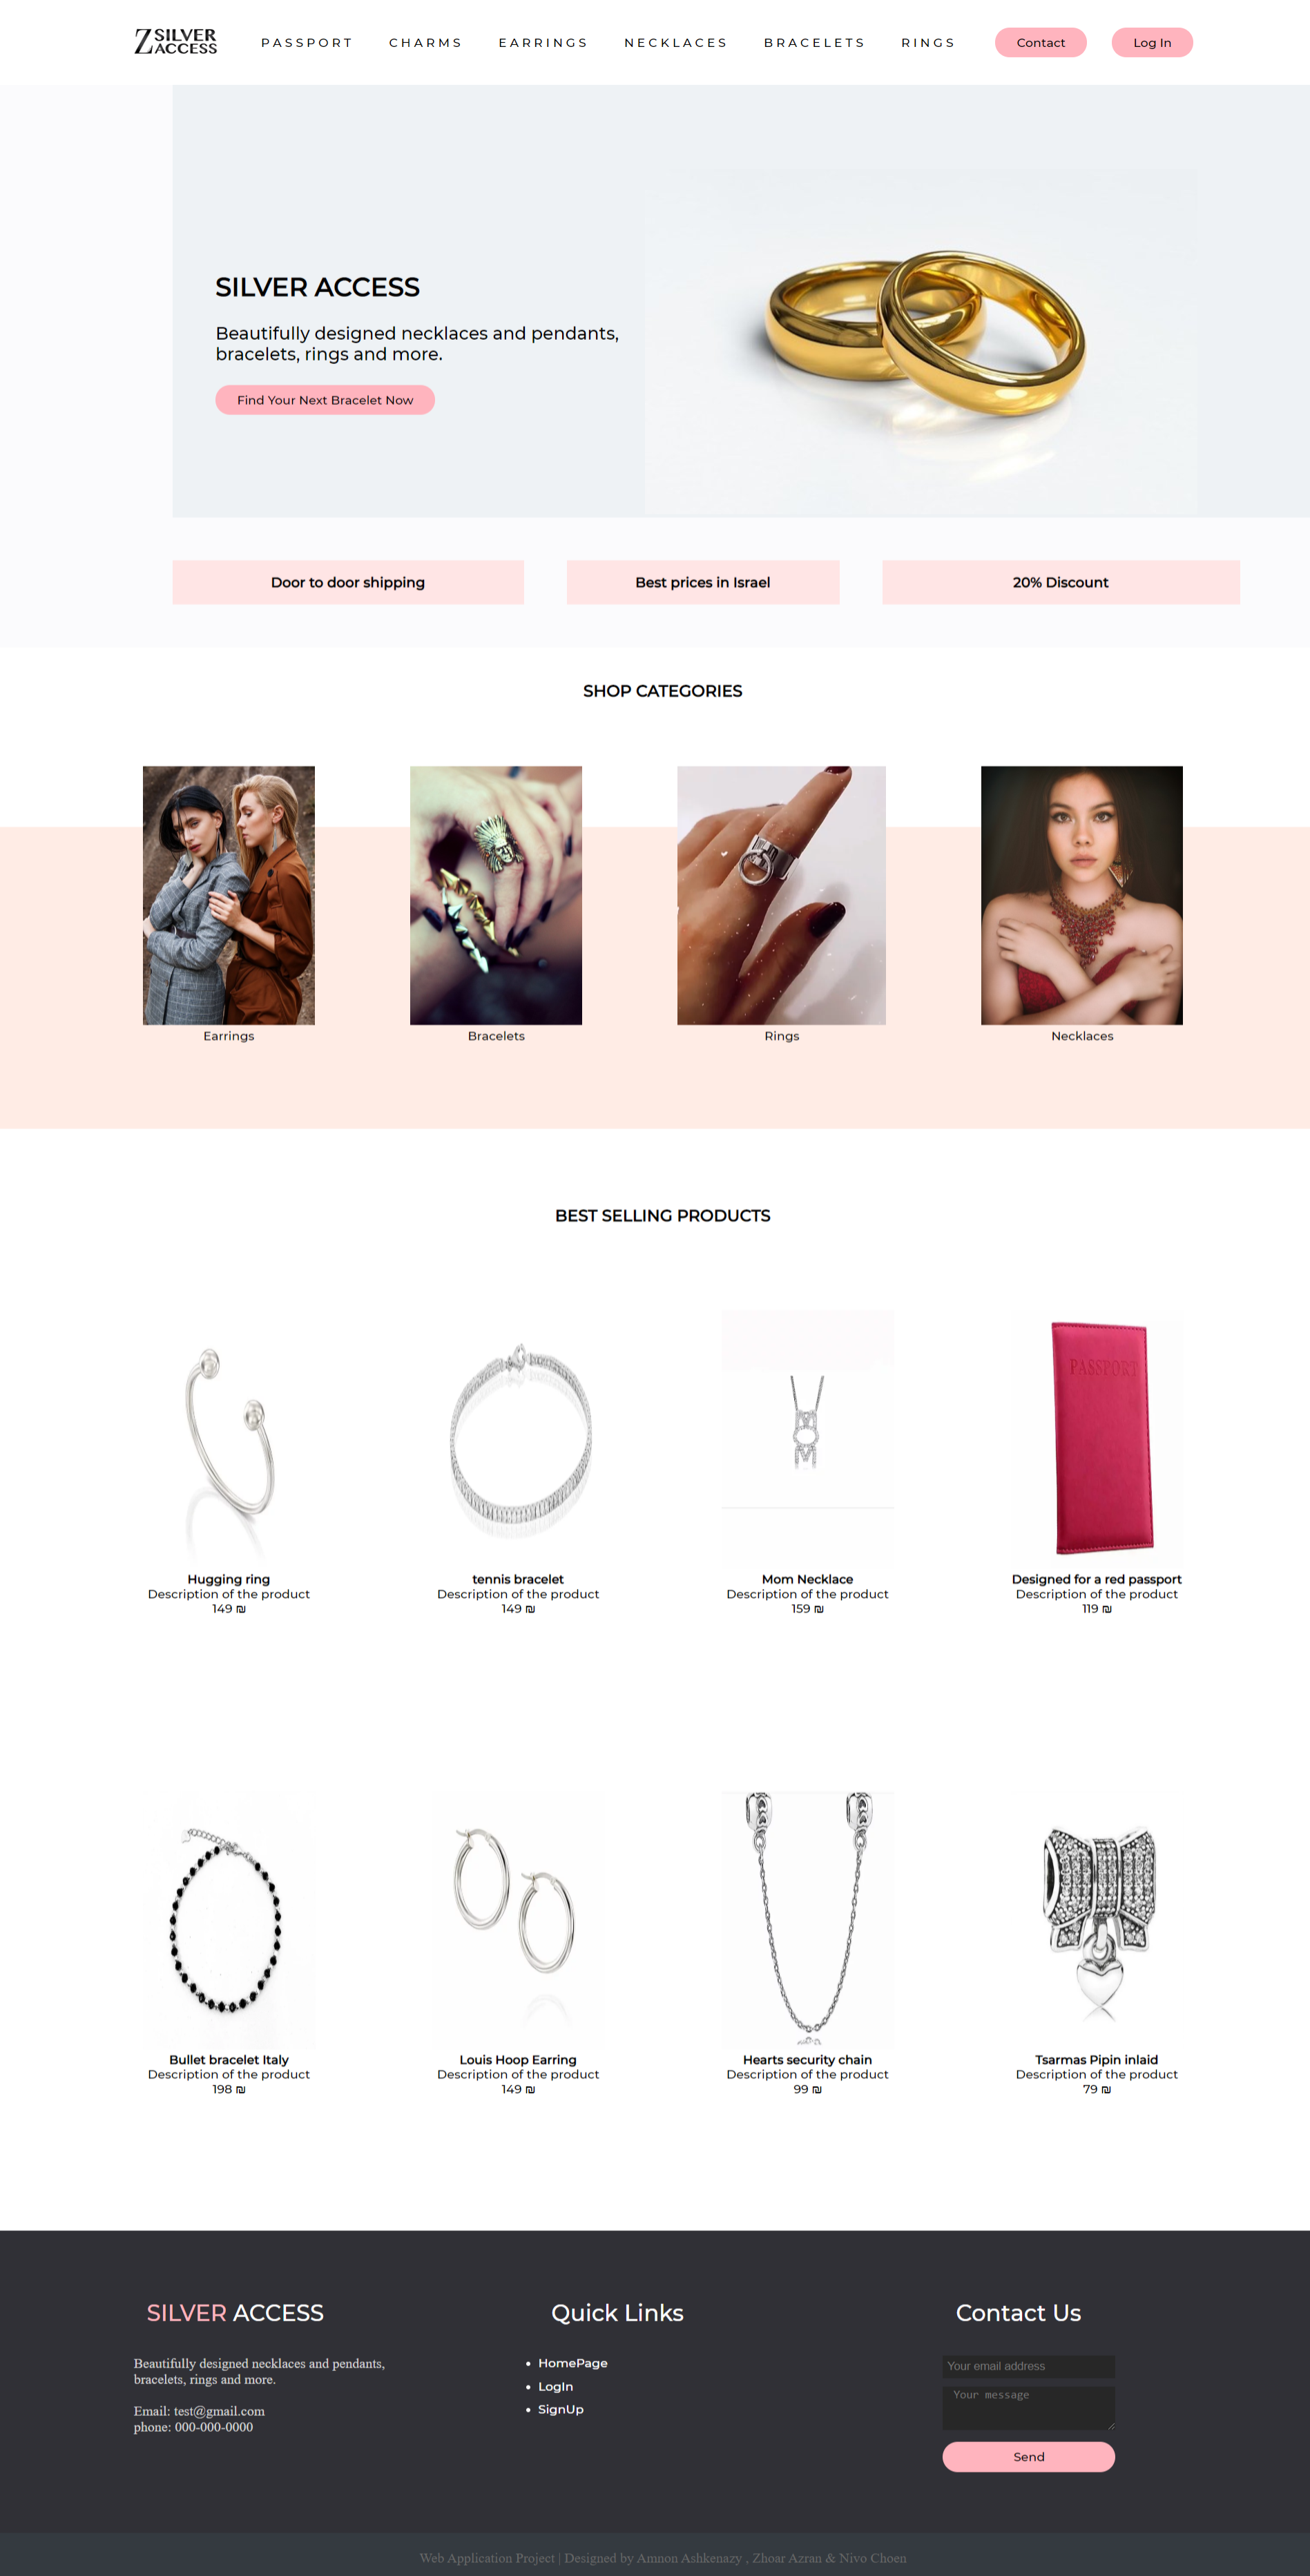 Z SILVER
ACCESS
PASSPORT
CHARMS
EARRINGS
NECKLACES
BRACELETS
RINGS
Contact
Log In
SILVER ACCESS
Beautifully designed necklaces and pendants,
bracelets, rings and more.
Find Your Next Bracelet Now
Door to door shipping
Best prices in Israel
20% Discount
SHOP CATEGORIES
Earrings
Bracelets
Rings
Necklaces
BEST SELLING PRODUCTS
MOM
PASSPORT
Hugging ring
Description of the product
149 ₪
tennis bracelet
Description of the product
149 ₪
Mom Necklace
Description of the product
159 ₪
Designed for a red passport
Description of the product
119 ₪
Bullet bracelet Italy
Description of the product
198 ₪
Louis Hoop Earring
Description of the product
149 ₪
Hearts security chain
Description of the product
99 ₪
Tsarmas Pipin inlaid
Description of the product
79 ₪
SILVER ACCESS
Beautifully designed necklaces and pendants,
bracelets, rings and more.
Email: test@gmail.com
phone: 000-000-0000
Quick Links
HomePage
LogIn
SignUp
Contact Us
Your email address
Your message
Send
Web Application Project | Designed by Amnon Ashkenazy , Zhoar Azran & Nivo Choen